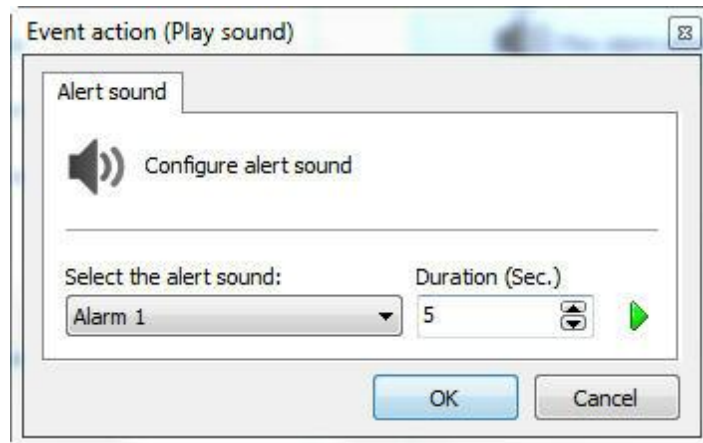 Event action (Play sound)
Alert sound
Configure alert sound
Select the alert sound:
Duration (Sec.)
Alarm 1
5
OK
Cancel